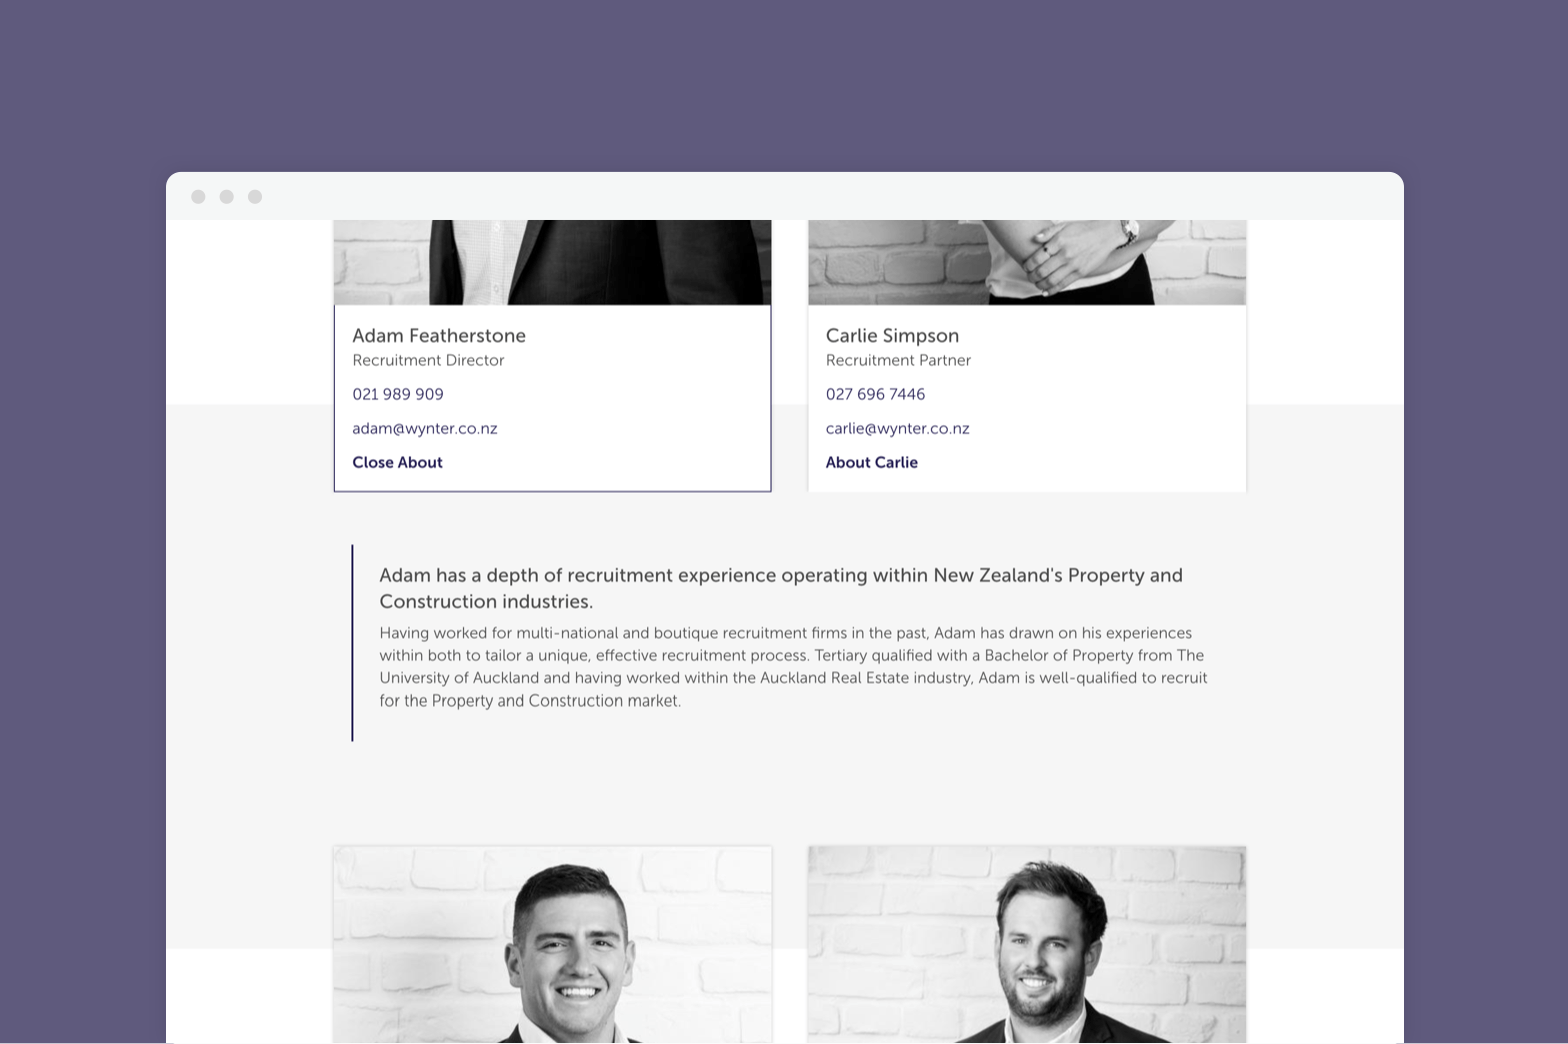 Adam Featherstone
Recruitment Director
021 989 909
adam@wynter.co.nz
Close About
Carlie Simpson
Recruitment Partner
027 696 7446
carlie@wynter.co.nz
About Carlie
Adam has a depth of recruitment experience operating within New Zealand's Property and
Construction industries.
Having worked for multi-national and boutique recruitment firms in the past, Adam has drawn on his experiences
within both to tailor a unique, effective recruitment process. Tertiary qualified with a Bachelor of Property from The
University of Auckland and having worked within the Auckland Real Estate industry, Adam is well-qualified to recruit
for the Property and Construction market.